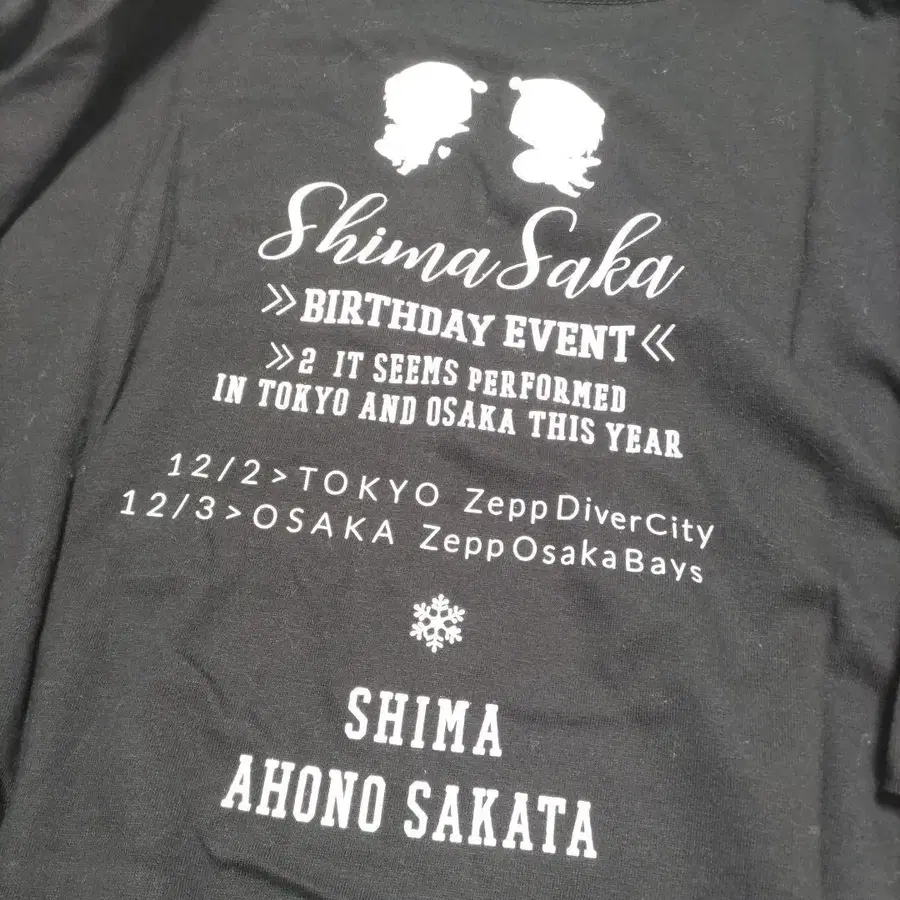 ShimaSaka
»BIRTHDAY EVENT«
»2 IT SEEMS PERFORMED
IN TOKYO AND OSAKA THIS YEAR
12/2>TOKYO ZeppDiverCity
12/3>OSAKA ZeppOsakaBays
SHIMA
AHONO SAKATA